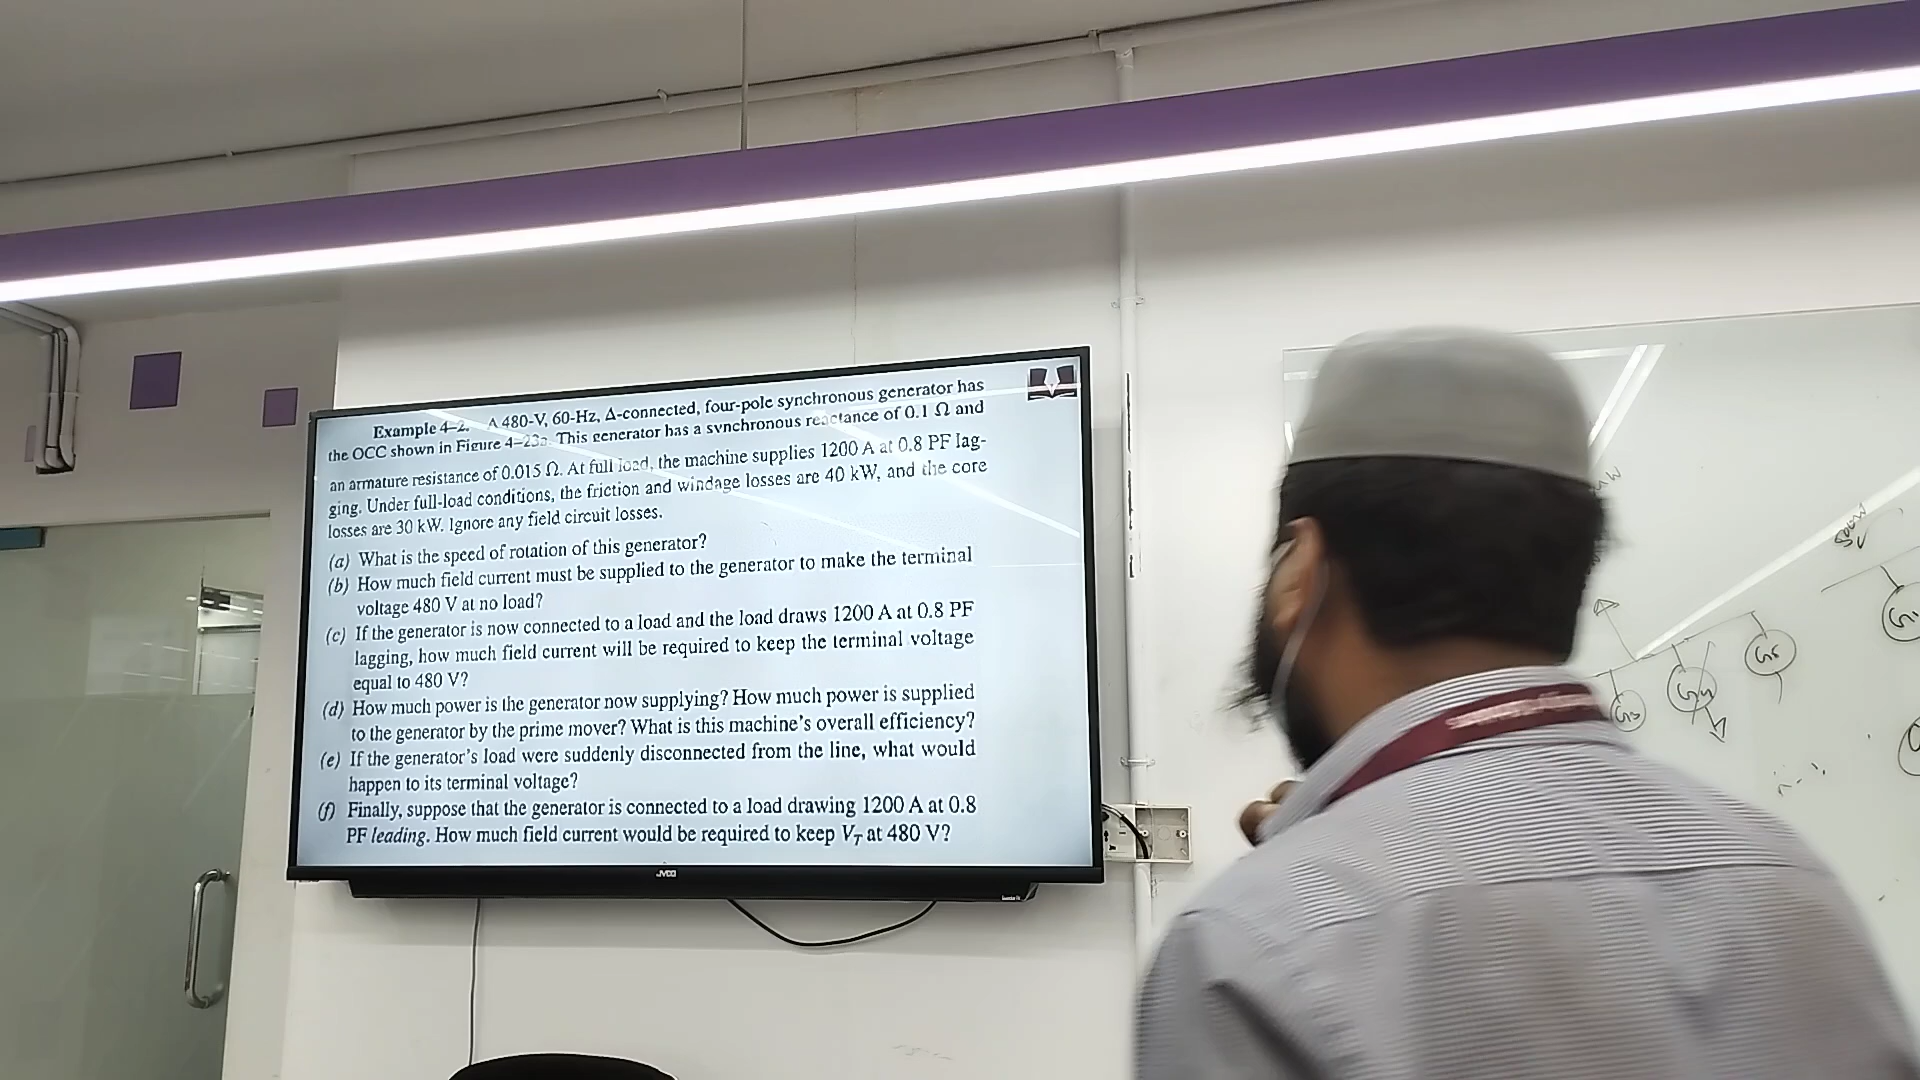 Example 4–2. A 480-V, 60-Hz, Δ-connected, four-pole synchronous generator has
the OCC shown in Figure 4–23a. This generator has a synchronous reactance of 0.1 Ω and
an armature resistance of 0.015 Ω. At full load, the machine supplies 1200 A at 0.8 PF lag-
ging. Under full-load conditions, the friction and windage losses are 40 kW, and the core
losses are 30 kW. Ignore any field circuit losses.
(a) What is the speed of rotation of this generator?
(b) How much field current must be supplied to the generator to make the terminal
voltage 480 V at no load?
(c) If the generator is now connected to a load and the load draws 1200 A at 0.8 PF
lagging, how much field current will be required to keep the terminal voltage
equal to 480 V?
(d) How much power is the generator now supplying? How much power is supplied
to the generator by the prime mover? What is this machine's overall efficiency?
(e) If the generator's load were suddenly disconnected from the line, what would
happen to its terminal voltage?
(f) Finally, suppose that the generator is connected to a load drawing 1200 A at 0.8
PF leading. How much field current would be required to keep V_T at 480 V?
JVCO
G3
G4
G5